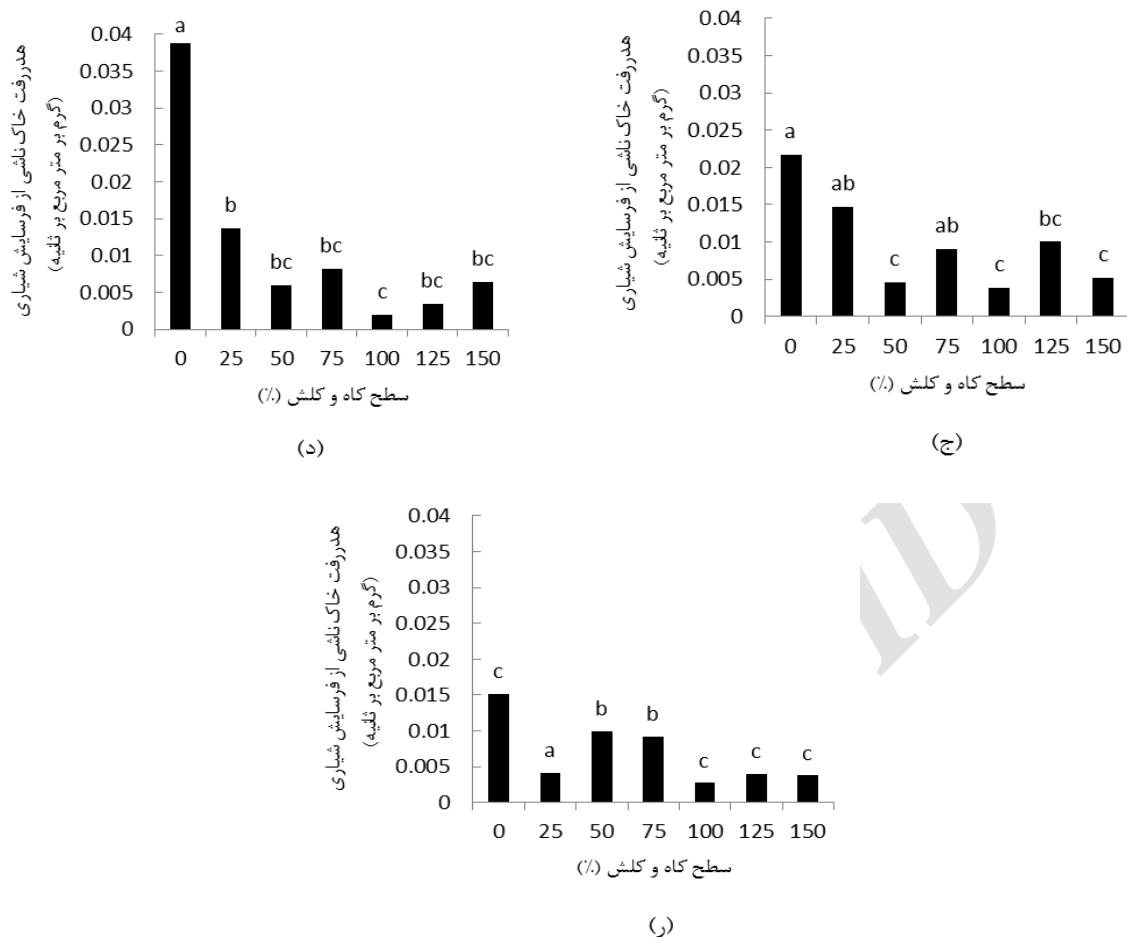 هدررفت خاک ناشی از فرسایش شیاری
(گرم بر متر مربع بر ثانیه)
0.04
0.035
0.03
0.025
0.02
0.015
0.01
0.005
0
a
ab
c
ab
c
bc
c
0 25 50 75 100 125 150
سطح کاه و کلش (٪)
(ج)
هدررفت خاک ناشی از فرسایش شیاری
(گرم بر متر مربع بر ثانیه)
0.04
0.035
0.03
0.025
0.02
0.015
0.01
0.005
0
a
b
bc
bc
c
bc
bc
0 25 50 75 100 125 150
سطح کاه و کلش (٪)
(د)
هدررفت خاک ناشی از فرسایش شیاری
(گرم بر متر مربع بر ثانیه)
0.04
0.035
0.03
0.025
0.02
0.015
0.01
0.005
0
c
a
b
b
c
c
c
0 25 50 75 100 125 150
سطح کاه و کلش (٪)
(ر)